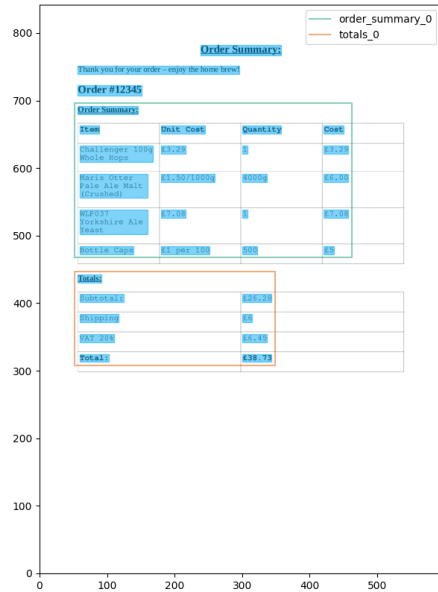 order_summary_0
totals_0
800
700
600
500
400
300
200
100
0
Order Summary:
Thank you for your order – enjoy the home brew!
Order #12345
Order Summary:
Item Unit Cost Quantity Cost
Challenger 100g £3.29 1 £3.29
Whole Hops
Maris Otter £1.50/1000g 4000g £6.00
Pale Ale Malt
(Crushed)
WLP037 £7.08 1 £7.08
Yorkshire Ale
Yeast
Bottle Caps £1 per 100 500 £5
Totals:
Subtotal: £26.28
Shipping £6
VAT 20% £6.45
Total: £38.73
0 100 200 300 400 500